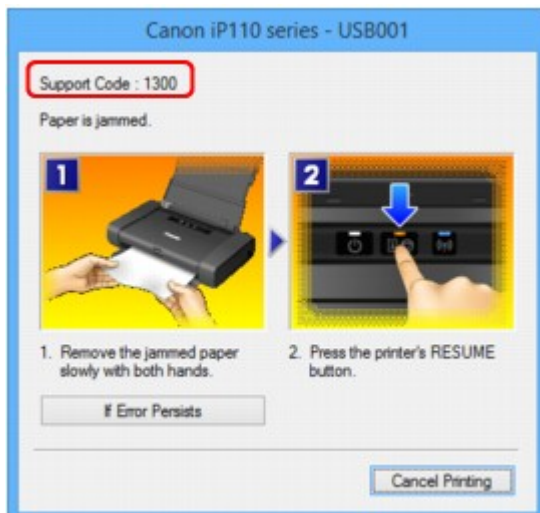 Canon iP110 series - USB001
Support Code : 1300
Paper is jammed.
1
2
1. Remove the jammed paper
slowly with both hands.
2. Press the printer's RESUME
button.
If Error Persists
Cancel Printing